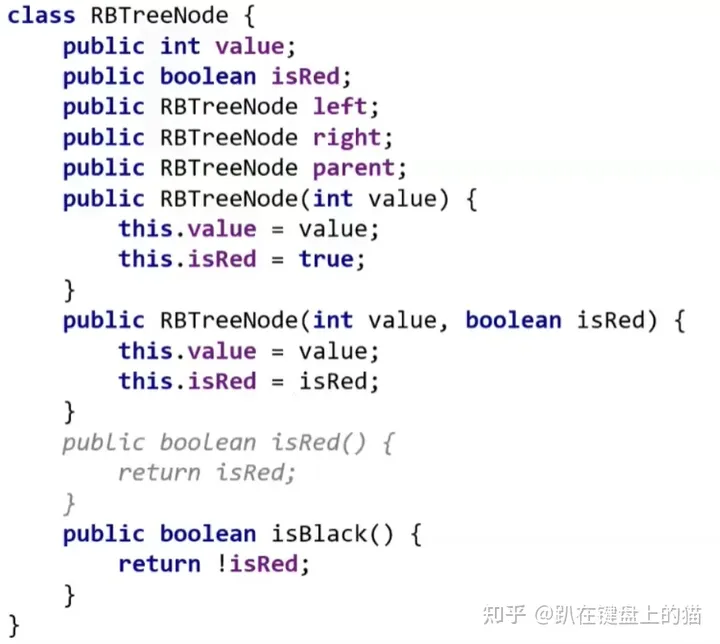 class RBTreeNode {
    public int value;
    public boolean isRed;
    public RBTreeNode left;
    public RBTreeNode right;
    public RBTreeNode parent;
    public RBTreeNode(int value) {
        this.value = value;
        this.isRed = true;
    }
    public RBTreeNode(int value, boolean isRed) {
        this.value = value;
        this.isRed = isRed;
    }
    public boolean isRed() {
        return isRed;
    }
    public boolean isBlack() {
        return !isRed;
    }
}
知乎 @趴在键盘上的猫